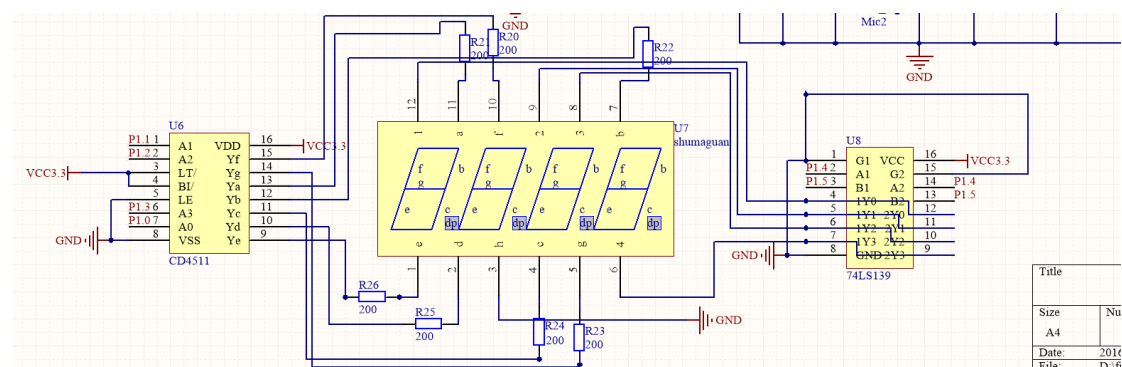 GND
Mic2
GND
R21
200
R20
200
R22
200
12
11
10
9
8
7
1
a
f
2
3
b
U7
shumaguan
f
b
g
e
c
dp
f
b
g
e
c
dp
f
b
g
e
c
dp
f
b
g
e
c
dp
e
d
h
c
g
4
1
2
3
4
5
6
U6
P1.1 1 A1 VDD 16 VCC3.3
P1.2 2 A2 Yf 15
VCC3.3 3 LT/ Yg 14
4 BI/ Ya 13
5 LE Yb 12
P1.3 6 A3 Yc 11
P1.0 7 A0 Yd 10
GND 8 VSS Ye 9
CD4511
R26
200
R25
200
R24
200
R23
200
GND
U8
1 G1 VCC 16 VCC3.3
P1.4 2 A1 G2 15
P1.5 3 B1 A2 14 P1.4
4 1Y0 B2 13 P1.5
5 1Y1 2Y0 12
6 1Y2 2Y1 11
7 1Y3 2Y2 10
GND 8 GND 2Y3 9
74LS139
Title
Size
A4
Date: 2016
File: